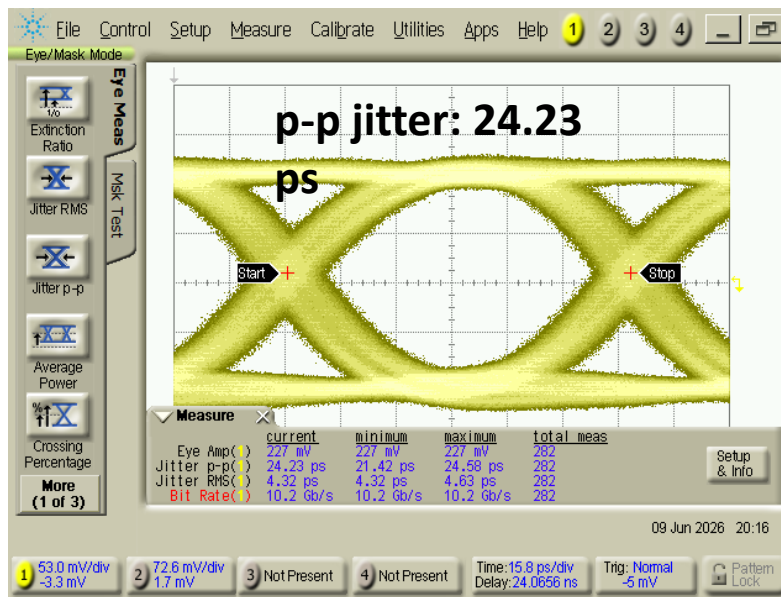 File Control Setup Measure Calibrate Utilities Apps Help 1 2 3 4
Eye/Mask Mode
Eye Meas
Msk Test
1/0
Extinction
Ratio
Jitter RMS
Jitter p-p
Average
Power
%
Crossing
Percentage
More
(1 of 3)
p-p jitter: 24.23
ps
Start
Stop
Measure
current minimum maximum total meas
Eye Amp(1) 227 mV 227 mV 227 mV 282
Jitter p-p(1) 24.23 ps 21.42 ps 24.58 ps 282
Jitter RMS(1) 4.32 ps 4.32 ps 4.63 ps 282
Bit Rate(1) 10.2 Gb/s 10.2 Gb/s 10.2 Gb/s 282
Setup
& Info
09 Jun 2026 20:16
1 53.0 mV/div
-3.3 mV
2 72.6 mV/div
1.7 mV
3 Not Present
4 Not Present
Time:15.8 ps/div
Delay:24.0656 ns
Trig: Normal
-5 mV
Pattern
Lock